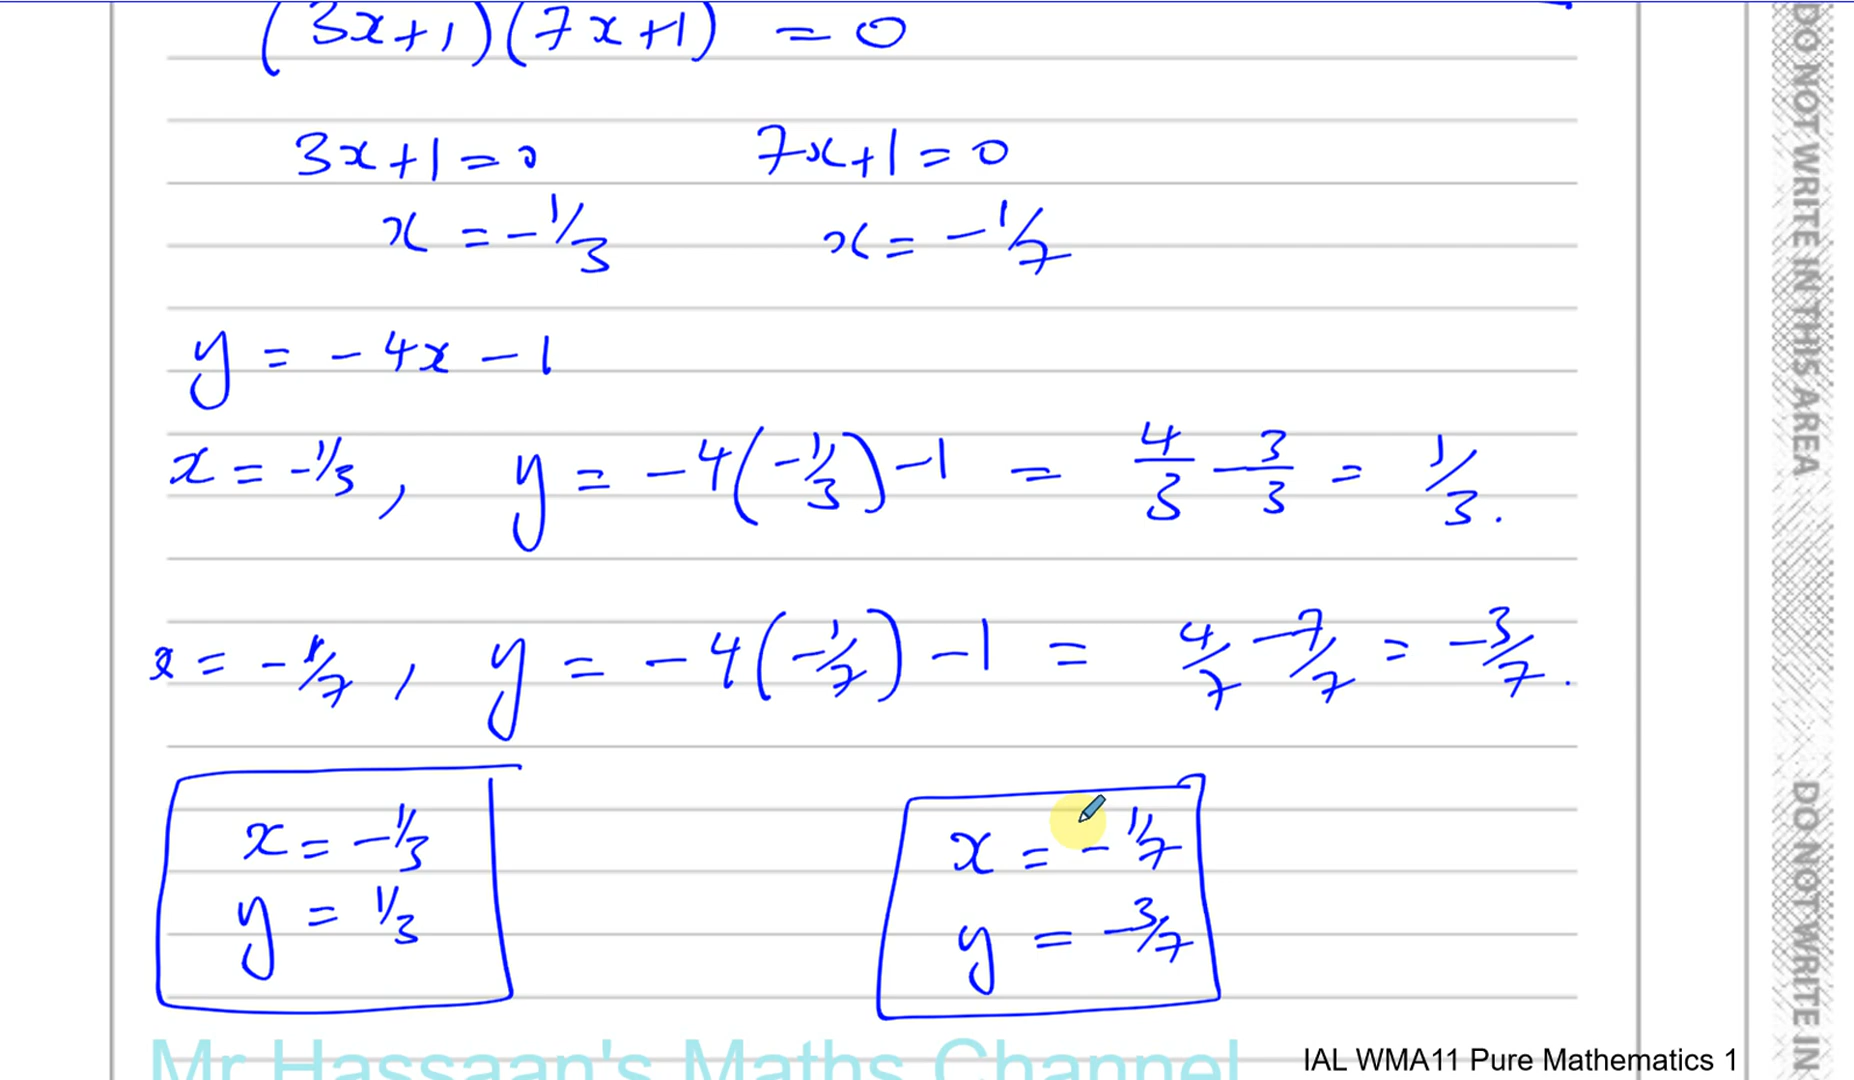 (3x+1)(7x+1) = 0
3x+1=0 7x+1=0
x = -1/3 x = -1/7
y = -4x - 1
x = -1/3, y = -4(-1/3) -1 = 4/3 - 3/3 = 1/3.
x = -1/7, y = -4(-1/7) -1 = 4/7 - 7/7 = -3/7.
x = -1/3 x = -1/7
y = 1/3 y = -3/7
Mr Hassaan's Maths Channel
IAL WMA11 Pure Mathematics 1
DO NOT WRITE IN THIS AREA
DO NOT WRITE IN